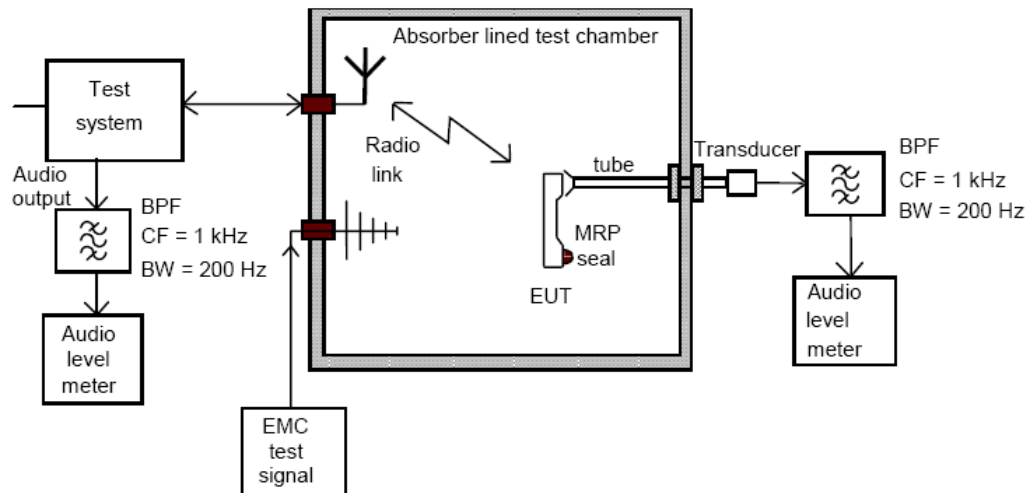 Absorber lined test chamber
Test
system
Audio
output
BPF
CF = 1 kHz
BW = 200 Hz
Audio
level
meter
Radio
link
EMC
test
signal
tube
MRP
seal
EUT
Transducer
BPF
CF = 1 kHz
BW = 200 Hz
Audio
level
meter